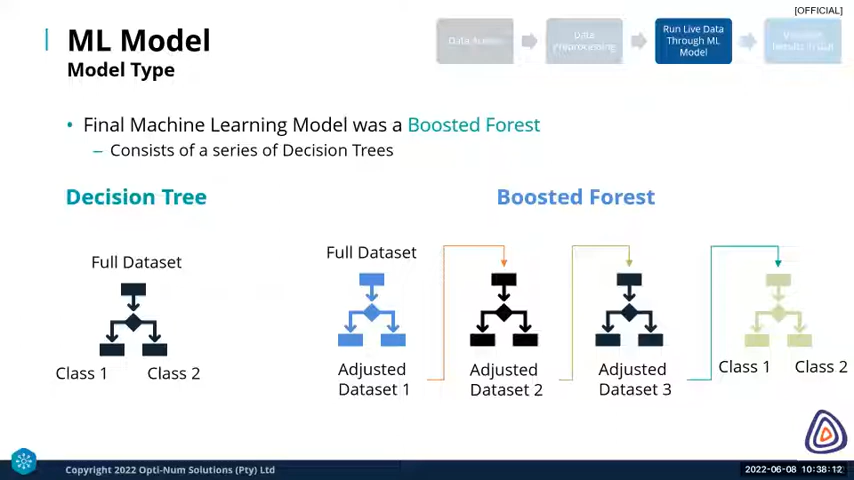 [OFFICIAL]
ML Model
Model Type
Data
Preprocessing
Run Live Data
Through ML
Model
• Final Machine Learning Model was a Boosted Forest
– Consists of a series of Decision Trees
Decision Tree
Boosted Forest
Full Dataset
Class 1
Class 2
Full Dataset
Adjusted
Dataset 1
Adjusted
Dataset 2
Adjusted
Dataset 3
Class 1
Class 2
Copyright 2022 Opti-Num Solutions (Pty) Ltd
2022-06-08 10:38:12